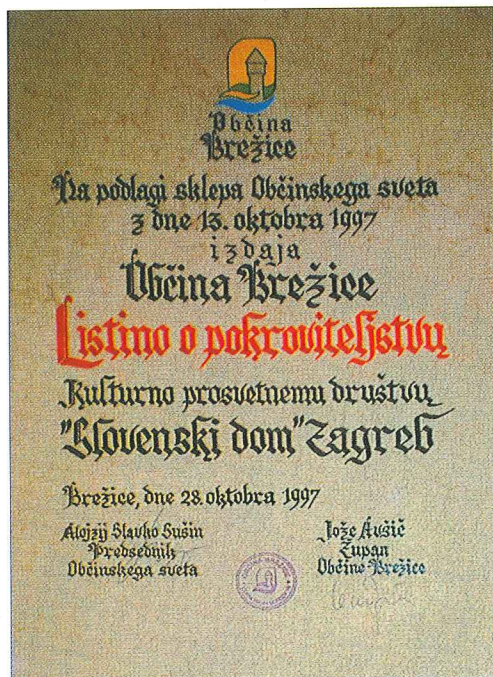 Občina
Brežice
Na podlagi sklepa Občinskega sveta
z dne 13. oktobra 1997
izdaja
Občina Brežice
Listino o pokroviteljstvu
Kulturno prosvetnemu društvu
"Slovenski dom" Zagreb
Brežice, dne 28. oktobra 1997
Alojzij Slavko Sušin
Predsednik
Občinskega sveta
Jože Avšič
Župan
Občine Brežice